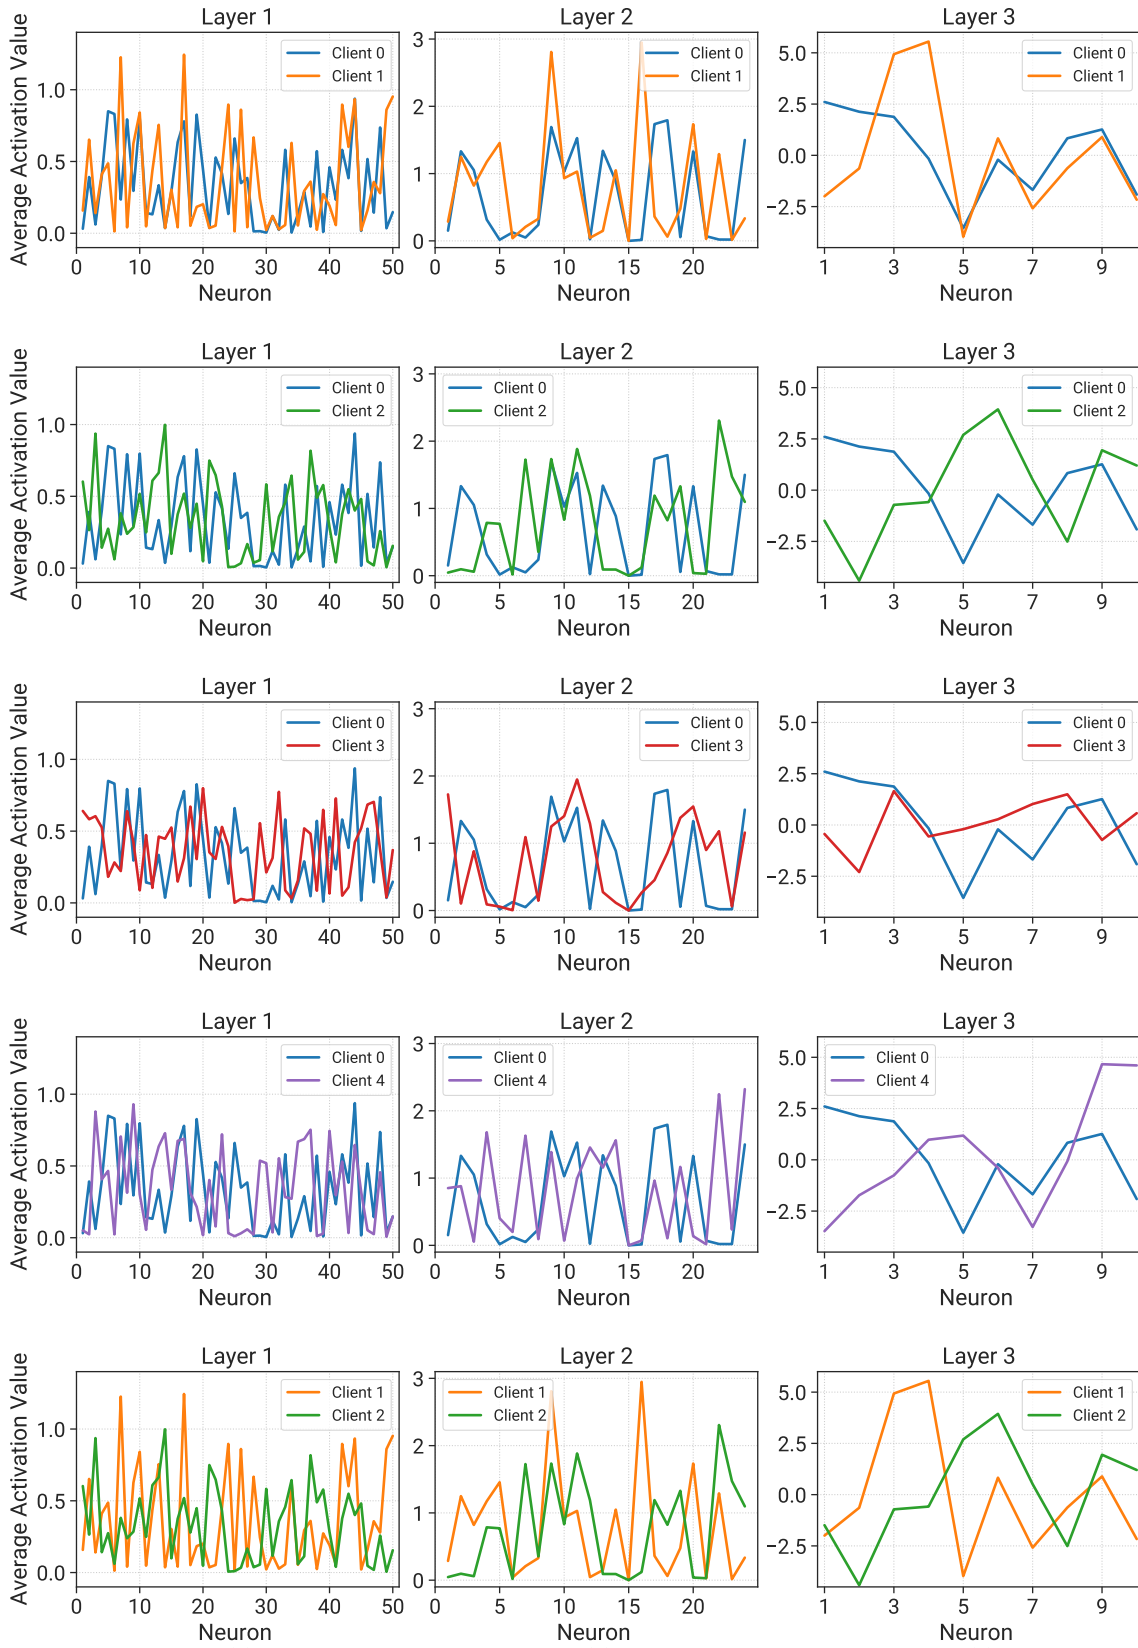 Layer 1 Layer 2 Layer 3
Average Activation Value
1.0
0.5
0.0
Client 0
Client 1
0 10 20 30 40 50
Neuron
3
2
1
0
Client 0
Client 1
0 5 10 15 20
Neuron
5.0
2.5
0.0
−2.5
Client 0
Client 1
1 3 5 7 9
Neuron
Layer 1 Layer 2 Layer 3
Average Activation Value
1.0
0.5
0.0
Client 0
Client 2
0 10 20 30 40 50
Neuron
3
2
1
0
Client 0
Client 2
0 5 10 15 20
Neuron
5.0
2.5
0.0
−2.5
Client 0
Client 2
1 3 5 7 9
Neuron
Layer 1 Layer 2 Layer 3
Average Activation Value
1.0
0.5
0.0
Client 0
Client 3
0 10 20 30 40 50
Neuron
3
2
1
0
Client 0
Client 3
0 5 10 15 20
Neuron
5.0
2.5
0.0
−2.5
Client 0
Client 3
1 3 5 7 9
Neuron
Layer 1 Layer 2 Layer 3
Average Activation Value
1.0
0.5
0.0
Client 0
Client 4
0 10 20 30 40 50
Neuron
3
2
1
0
Client 0
Client 4
0 5 10 15 20
Neuron
5.0
2.5
0.0
−2.5
Client 0
Client 4
1 3 5 7 9
Neuron
Layer 1 Layer 2 Layer 3
Average Activation Value
1.0
0.5
0.0
Client 1
Client 2
0 10 20 30 40 50
Neuron
3
2
1
0
Client 1
Client 2
0 5 10 15 20
Neuron
5.0
2.5
0.0
−2.5
Client 1
Client 2
1 3 5 7 9
Neuron